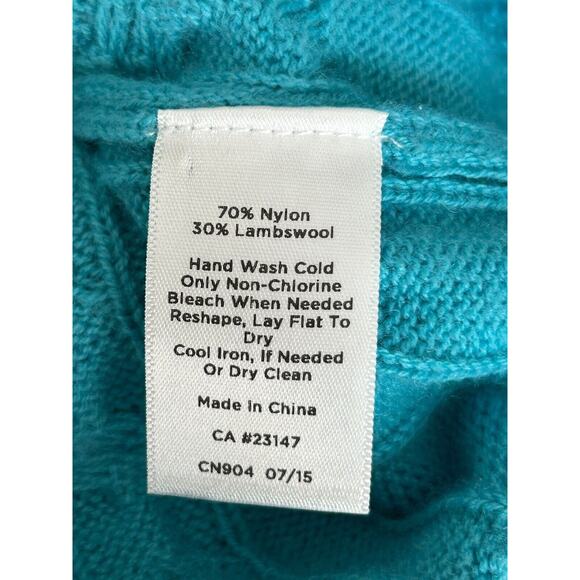 70% Nylon
30% Lambswool
Hand Wash Cold
Only Non-Chlorine
Bleach When Needed
Reshape, Lay Flat To
Dry
Cool Iron, If Needed
Or Dry Clean
Made In China
CA #23147
CN904 07/15